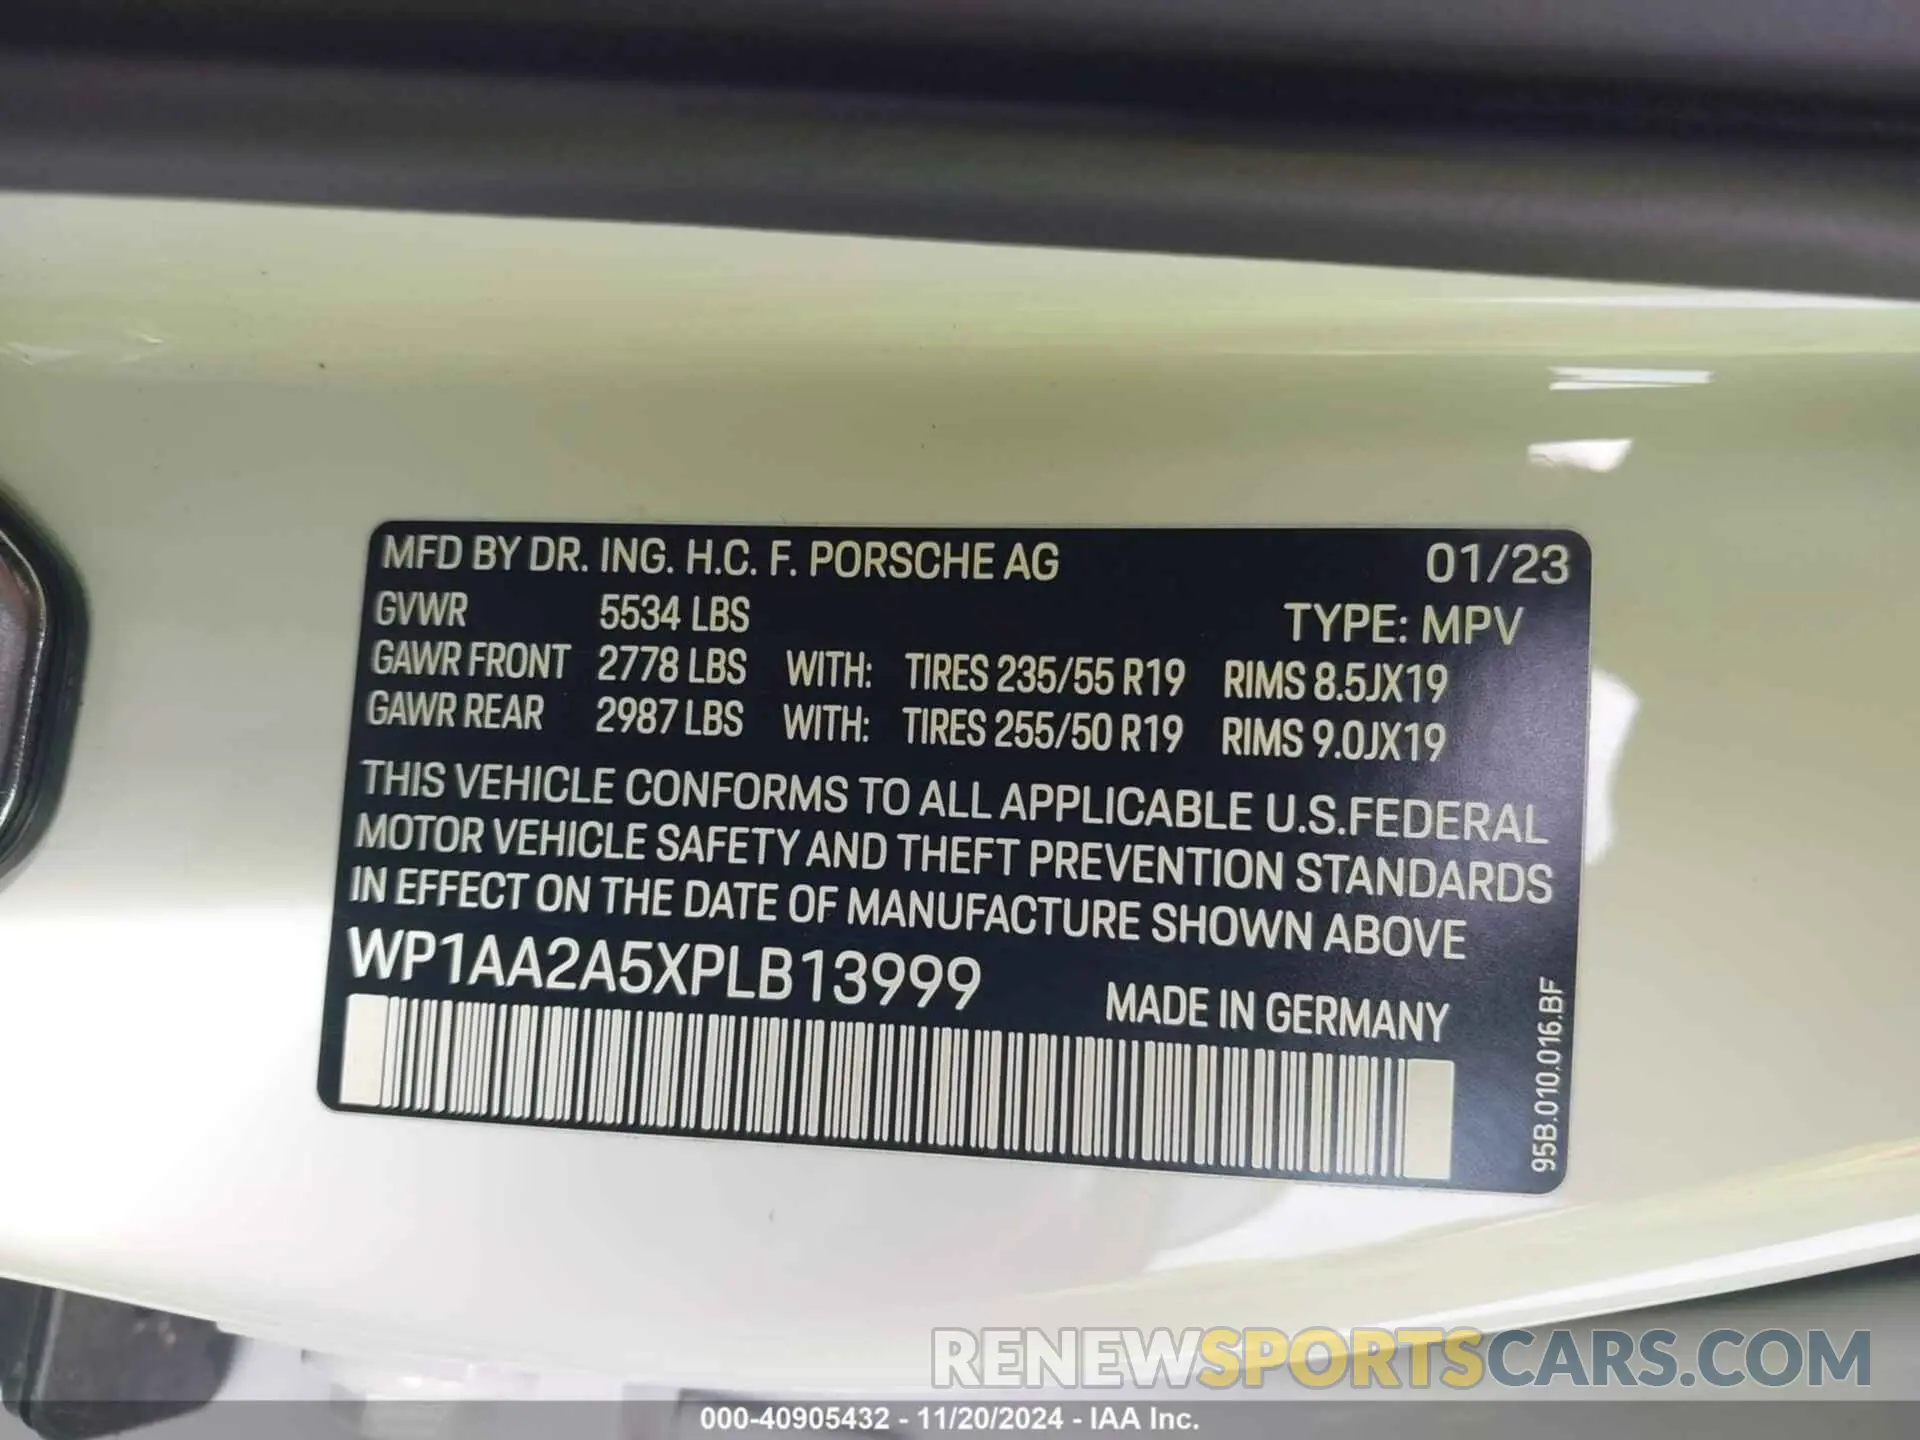 MFD BY DR. ING. H.C. F. PORSCHE AG 01/23
GVWR 5534 LBS TYPE: MPV
GAWR FRONT 2778 LBS WITH: TIRES 235/55 R19 RIMS 8.5JX19
GAWR REAR 2987 LBS WITH: TIRES 255/50 R19 RIMS 9.0JX19
THIS VEHICLE CONFORMS TO ALL APPLICABLE U.S.FEDERAL
MOTOR VEHICLE SAFETY AND THEFT PREVENTION STANDARDS
IN EFFECT ON THE DATE OF MANUFACTURE SHOWN ABOVE
WP1AA2A5XPLB13999
MADE IN GERMANY
95B.010.016.BF
RENEWSPORTSCARS.COM
000-40905432 - 11/20/2024 - IAA Inc.